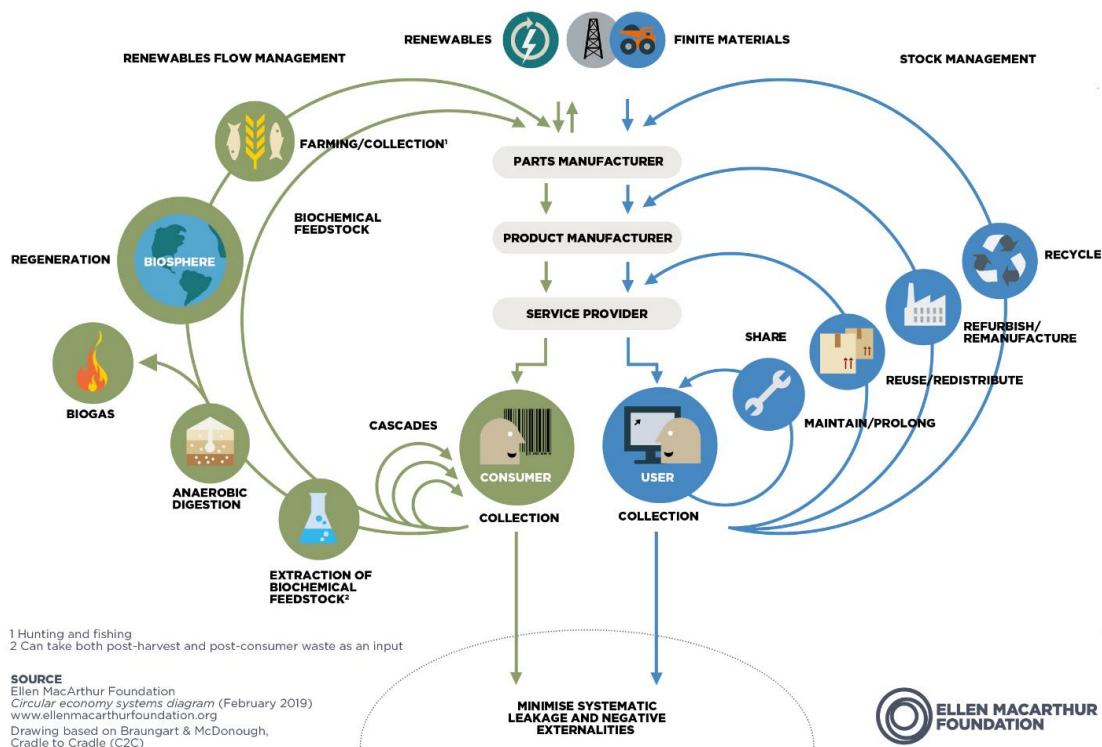 RENEWABLES
FINITE MATERIALS
RENEWABLES FLOW MANAGEMENT
STOCK MANAGEMENT
FARMING/COLLECTION¹
PARTS MANUFACTURER
BIOCHEMICAL
FEEDSTOCK
PRODUCT MANUFACTURER
REGENERATION
BIOSPHERE
RECYCLE
SERVICE PROVIDER
SHARE
REFURBISH/
REMANUFACTURE
REUSE/REDISTRIBUTE
BIOGAS
CASCADES
MAINTAIN/PROLONG
CONSUMER
USER
ANAEROBIC
DIGESTION
COLLECTION
COLLECTION
EXTRACTION OF
BIOCHEMICAL
FEEDSTOCK²
1 Hunting and fishing
2 Can take both post-harvest and post-consumer waste as an input
SOURCE
Ellen MacArthur Foundation
Circular economy systems diagram (February 2019)
www.ellenmacarthurfoundation.org
Drawing based on Braungart & McDonough,
Cradle to Cradle (C2C)
MINIMISE SYSTEMATIC
LEAKAGE AND NEGATIVE
EXTERNALITIES
ELLEN MACARTHUR
FOUNDATION